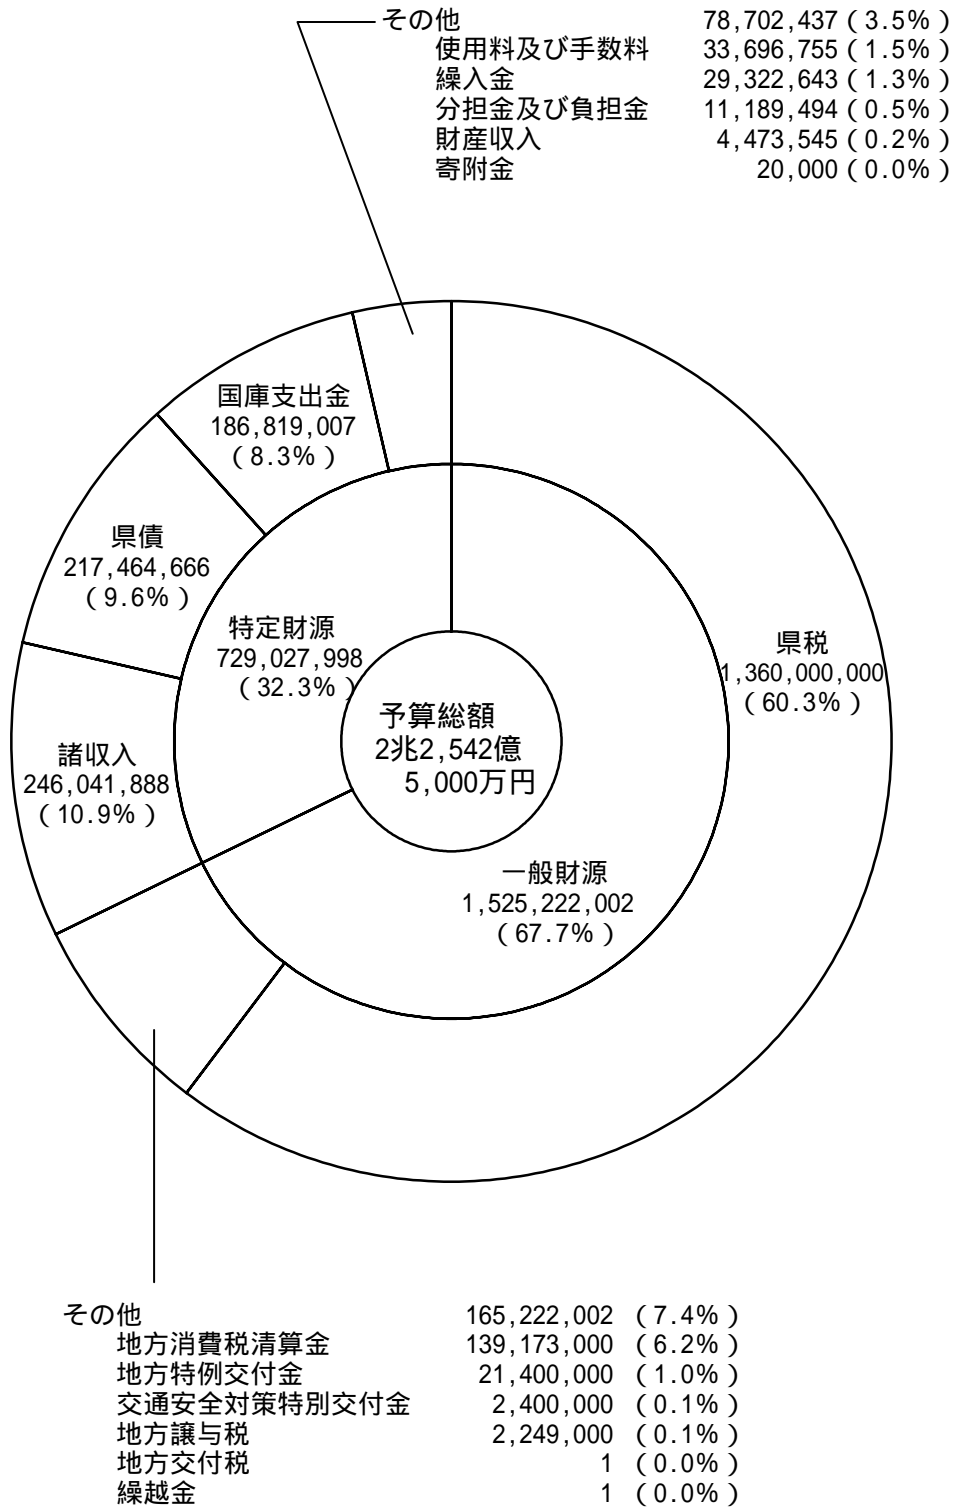 その他 78,702,437(3.5%)
使用料及び手数料 33,696,755(1.5%)
繰入金 29,322,643(1.3%)
分担金及び負担金 11,189,494(0.5%)
財産収入 4,473,545(0.2%)
寄附金 20,000(0.0%)
国庫支出金
186,819,007
(8.3%)
県債
217,464,666
(9.6%)
特定財源
729,027,998
(32.3%)
県税
1,360,000,000
(60.3%)
予算総額
2兆2,542億
5,000万円
諸収入
246,041,888
(10.9%)
一般財源
1,525,222,002
(67.7%)
その他 165,222,002(7.4%)
地方消費税清算金 139,173,000(6.2%)
地方特例交付金 21,400,000(1.0%)
交通安全対策特別交付金 2,400,000(0.1%)
地方譲与税 2,249,000(0.1%)
地方交付税 1(0.0%)
繰越金 1(0.0%)